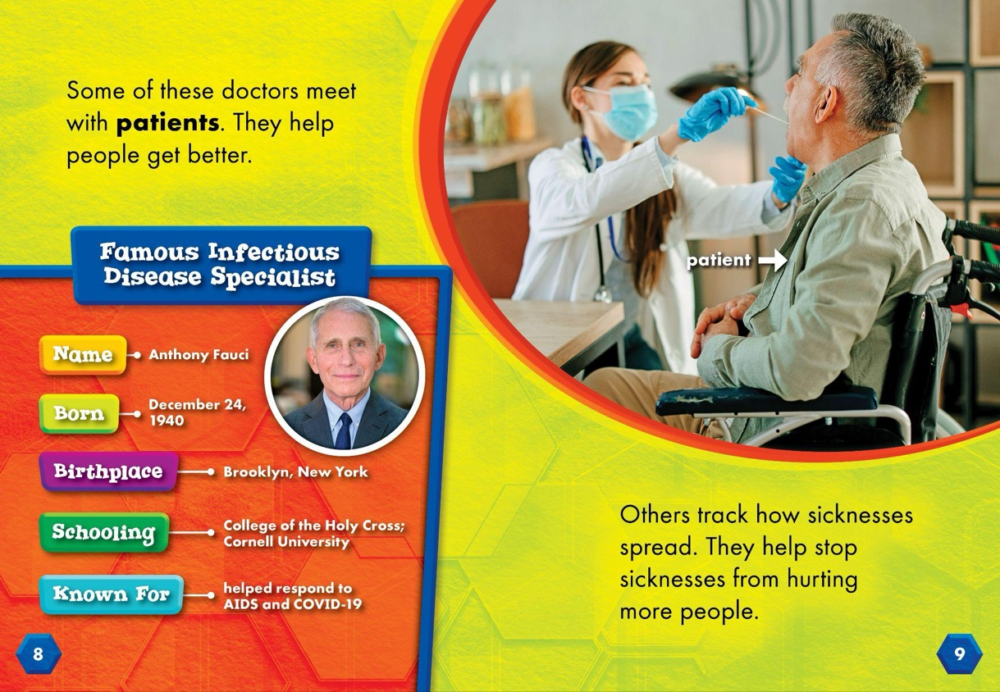 Some of these doctors meet
with patients. They help
people get better.
Famous Infectious
Disease Specialist
Name
Anthony Fauci
Born
December 24,
1940
Birthplace
Brooklyn, New York
Schooling
College of the Holy Cross;
Cornell University
Known For
helped respond to
AIDS and COVID-19
8
patient
Others track how sicknesses
spread. They help stop
sicknesses from hurting
more people.
9